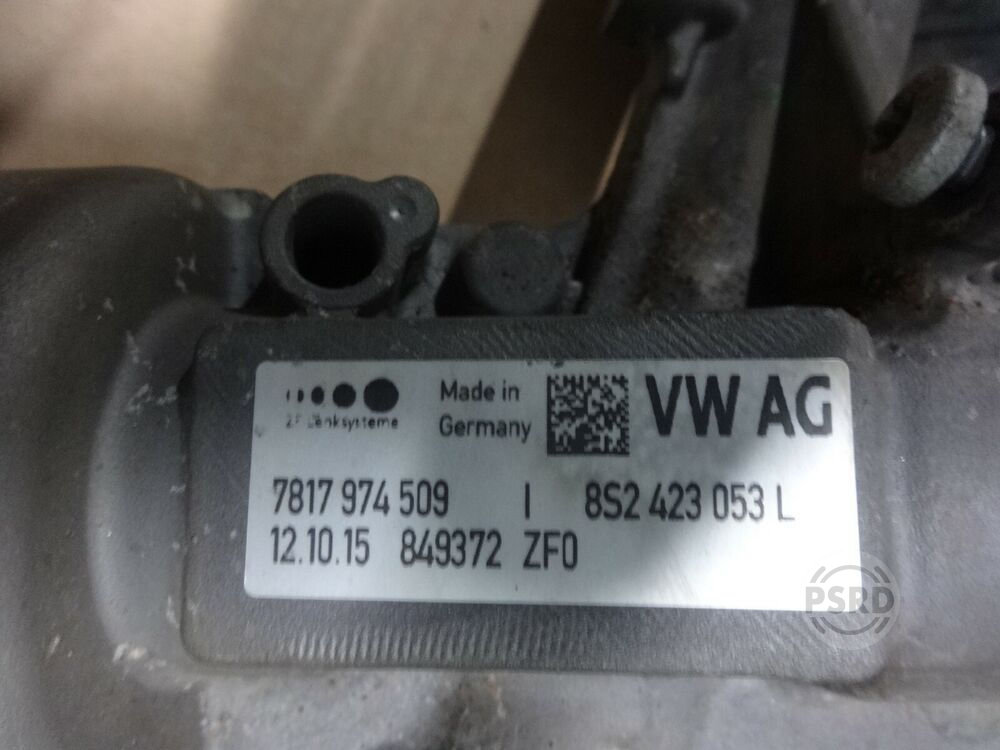 ZF Lenksysteme
Made in
Germany
VW AG
7817 974 509 I 8S2 423 053 L
12.10.15 849372 ZF0
PSRD